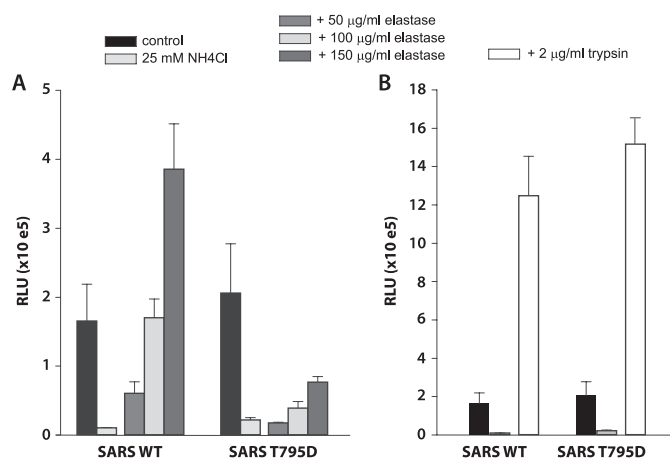 control
25 mM NH4Cl
+ 50 µg/ml elastase
+ 100 µg/ml elastase
+ 150 µg/ml elastase
+ 2 µg/ml trypsin
A
5
4
3
2
1
0
RLU (x10 e5)
SARS WT SARS T795D
B
18
16
14
12
10
8
6
4
2
0
RLU (x10 e5)
SARS WT SARS T795D